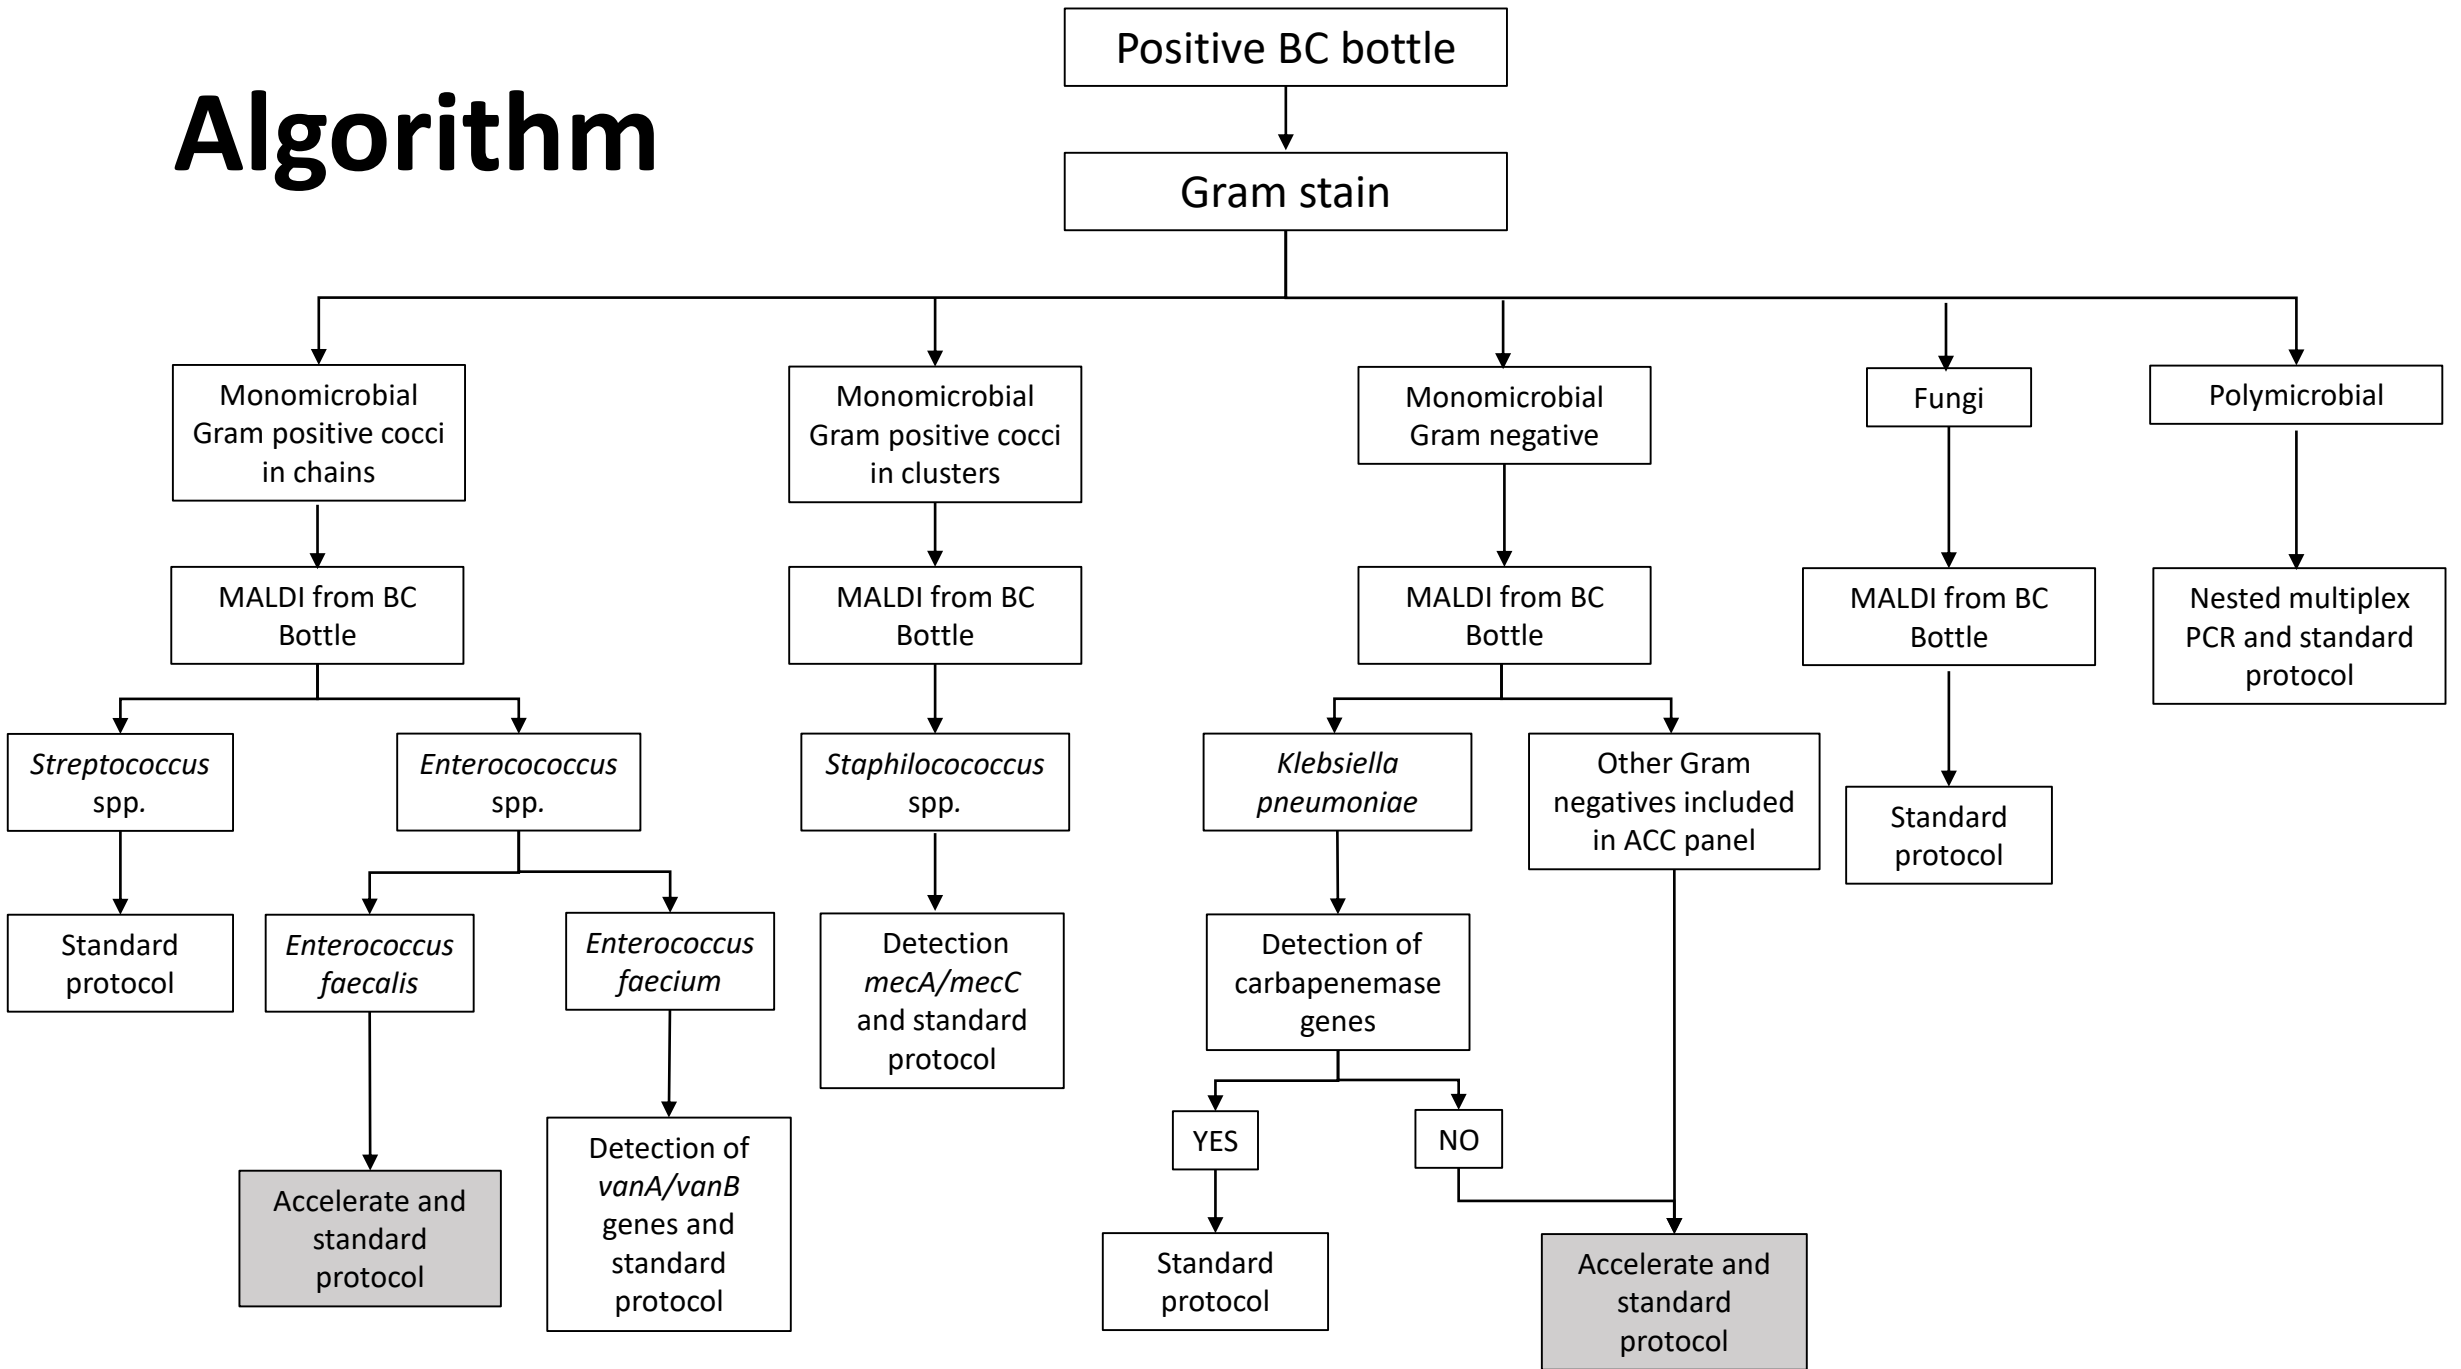 Algorithm
Positive BC bottle
Gram stain
Monomicrobial
Gram positive cocci
in chains
Monomicrobial
Gram positive cocci
in clusters
Monomicrobial
Gram negative
Fungi
Polymicrobial
MALDI from BC
Bottle
MALDI from BC
Bottle
MALDI from BC
Bottle
MALDI from BC
Bottle
Nested multiplex
PCR and standard
protocol
Streptococcus
spp.
Enterocococcus
spp.
Staphilocococcus
spp.
Klebsiella
pneumoniae
Other Gram
negatives included
in ACC panel
Standard
protocol
Standard
protocol
Enterococcus
faecalis
Enterococcus
faecium
Detection
mecA/mecC
and standard
protocol
Detection of
carbapenemase
genes
YES
NO
Accelerate and
standard
protocol
Detection of
vanA/vanB
genes and
standard
protocol
Standard
protocol
Accelerate and
standard
protocol